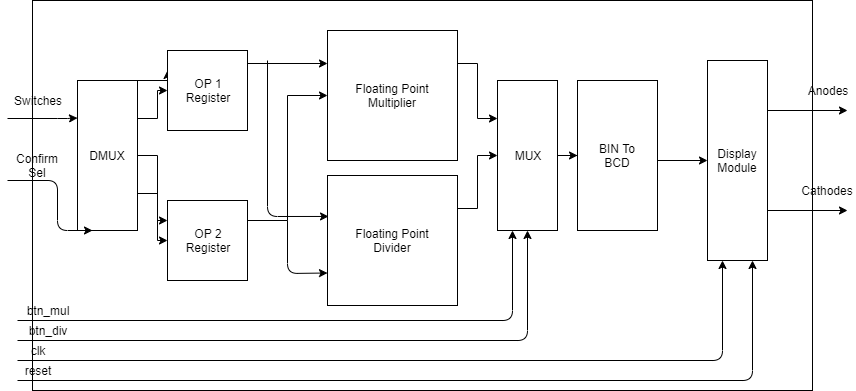 Switches
Confirm
Sel
DMUX
OP 1
Register
OP 2
Register
Floating Point
Multiplier
Floating Point
Divider
MUX
BIN To
BCD
Display
Module
Anodes
Cathodes
btn_mul
btn_div
clk
reset